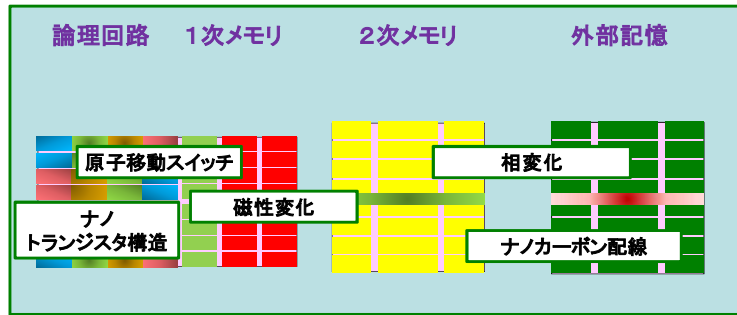 論理回路 1次メモリ 2次メモリ 外部記憶
原子移動スイッチ
相変化
磁性変化
ナノ
トランジスタ構造
ナノカーボン配線